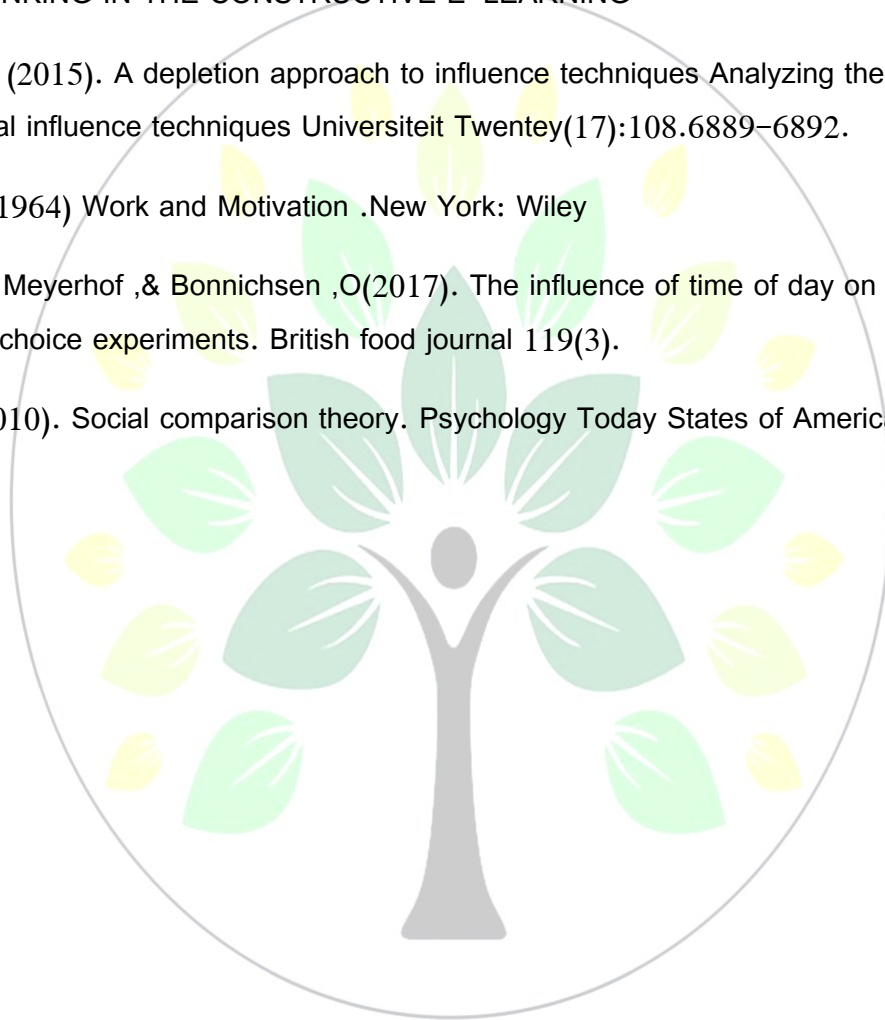 IN THE CONSTRUCTIVE E-LEARNING
(2015). A depletion approach to influence techniques Analyzing the
influence techniques Universiteit Twentey(17):108.6889–6892.
1964) Work and Motivation .New York: Wiley
Meyerhof ,& Bonnichsen ,O(2017). The influence of time of day on
choice experiments. British food journal 119(3).
010). Social comparison theory. Psychology Today States of America